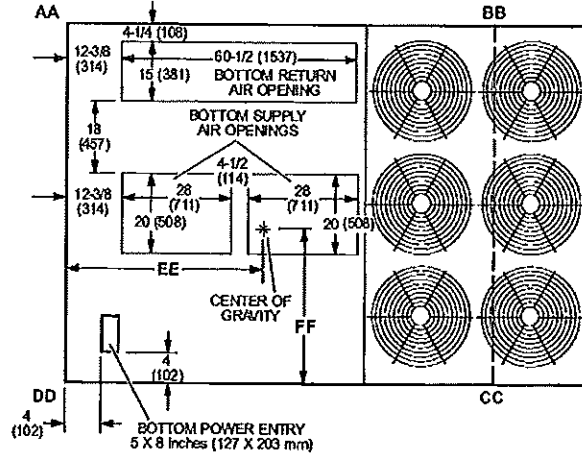 AA
BB
4-1/4 (108)
12-3/8
(314)
60-1/2 (1537)
15 (381)
BOTTOM RETURN
AIR OPENING
18
(457)
BOTTOM SUPPLY
AIR OPENINGS
4-1/2
(114)
12-3/8
(314)
28
(711)
28
(711)
20 (508)
20 (508)
EE
CENTER OF
GRAVITY
FF
4
(102)
DD
CC
4
(102)
BOTTOM POWER ENTRY
5 X 8 Inches (127 X 203 mm)